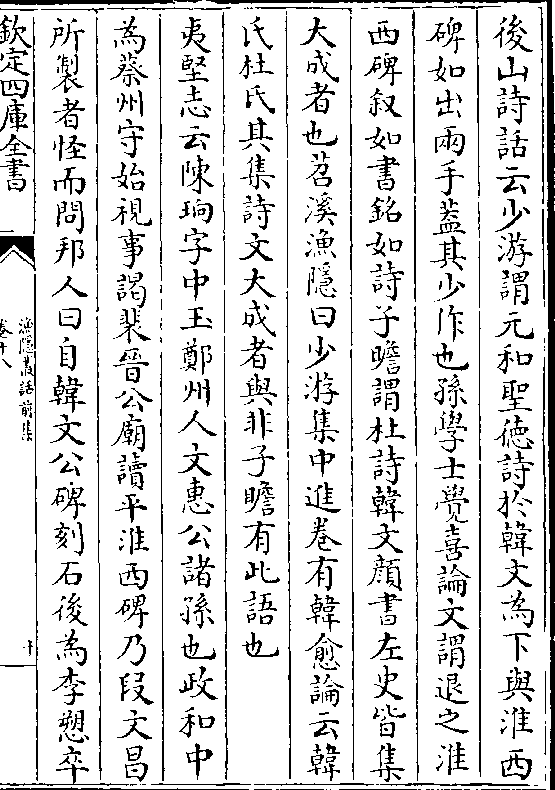 後山詩話云少游謂元和聖德詩於韓文為下與淮西
碑如出兩手蓋其少作也孫學士覺喜論文謂退之淮
西碑叙如書銘如詩子瞻謂杜詩韓文顔書左史皆集
大成者也苕溪漁隱曰少游集中進卷有韓愈論云韓
氏杜氏其集詩文大成者與非子瞻有此語也
夷堅志云陳珦字中玉鄭州人文惠公諸孫也政和中
為蔡州守始視事謁裴晉公廟讀平淮西碑乃段文昌
所製者怪而問邦人曰自韓文公碑刻石後為李愬卒
欽定四庫全書
漁隱叢話前集
卷十八
十